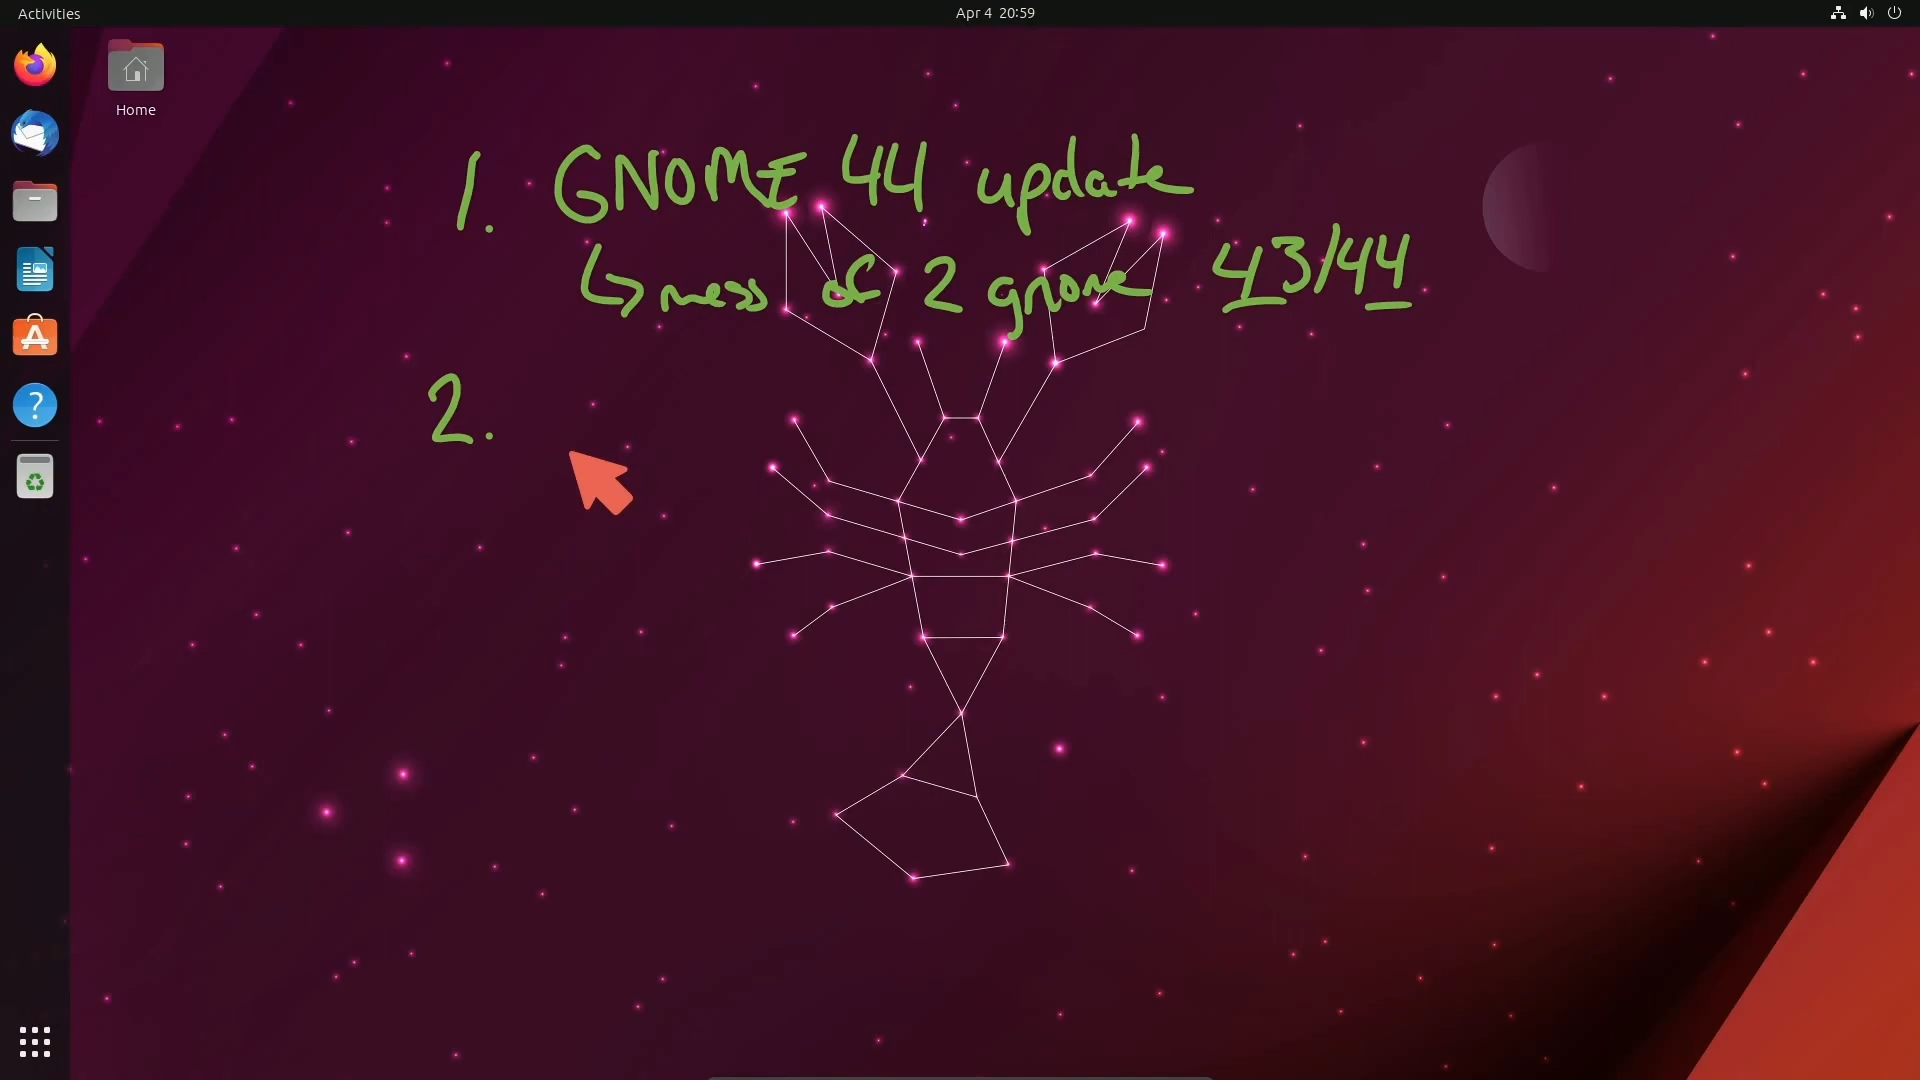 Activities
Apr 4 20:59
Home
1. GNOME 44 update
↳ mess of 2 gnome 43/44
2.